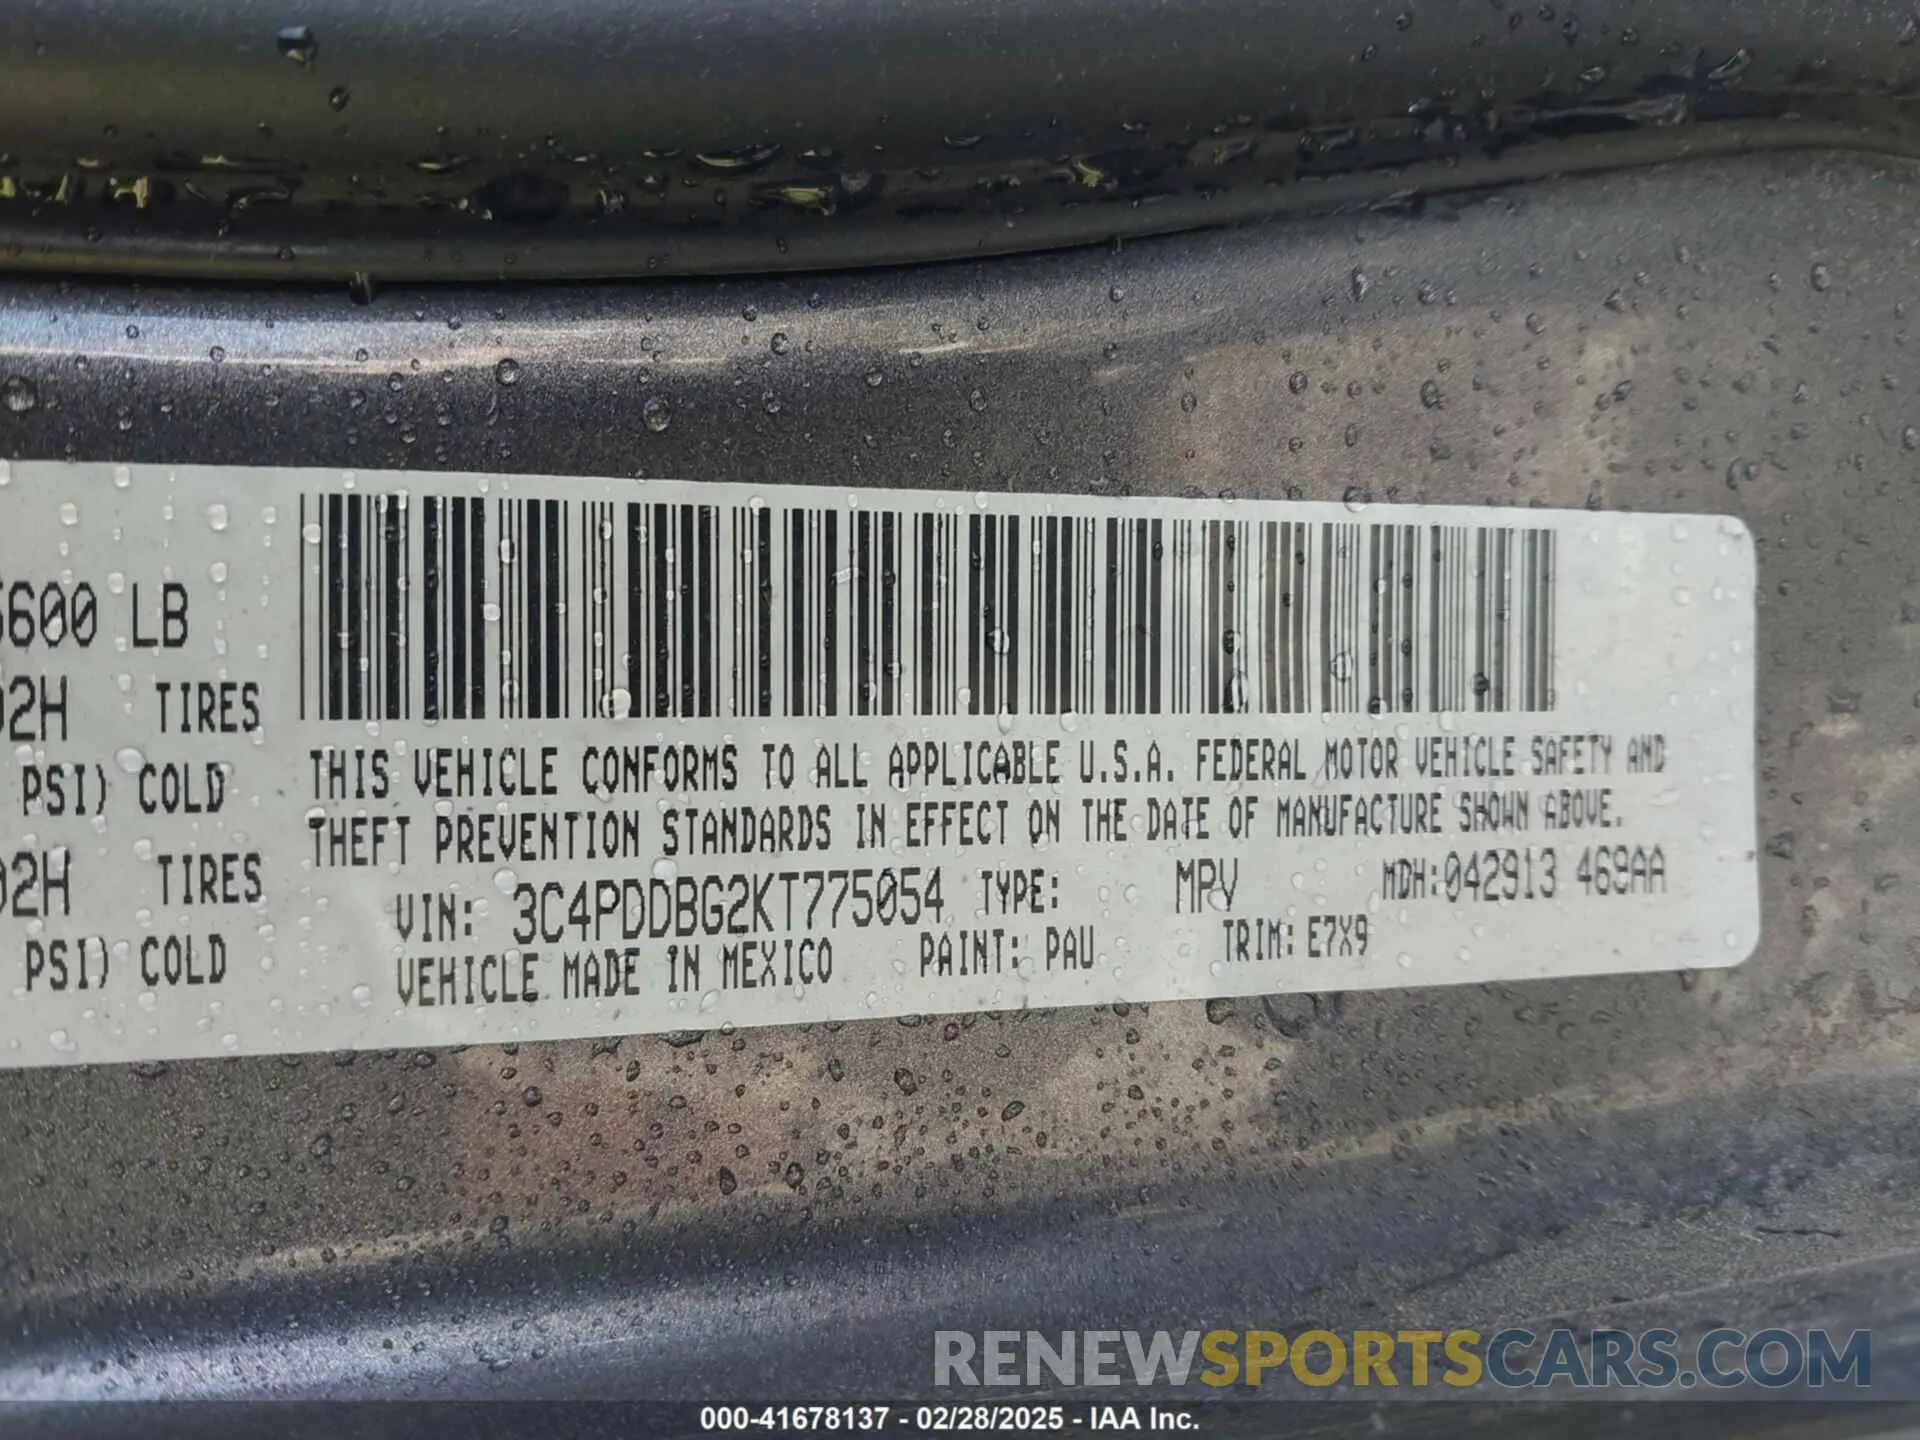 600 LB
02H TIRES
PSI) COLD
02H TIRES
PSI) COLD
THIS VEHICLE CONFORMS TO ALL APPLICABLE U.S.A. FEDERAL MOTOR VEHICLE SAFETY AND
THEFT PREVENTION STANDARDS IN EFFECT ON THE DATE OF MANUFACTURE SHOWN ABOVE.
VIN: 3C4PDDBG2KT775054 TYPE: MPV MDH:042913 469AA
VEHICLE MADE IN MEXICO PAINT: PAU TRIM: E7X9
RENEWSPORTSCARS.COM
000-41678137 - 02/28/2025 - IAA Inc.